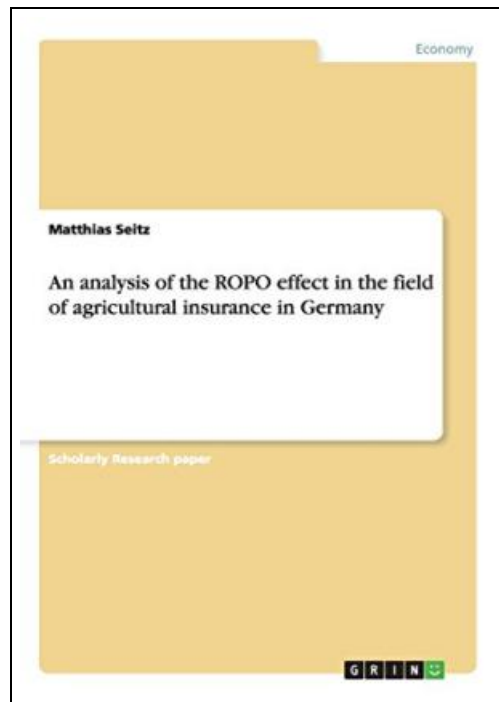 Economy
Matthias Seitz
An analysis of the ROPO effect in the field
of agricultural insurance in Germany
Scholarly Research paper
GRIN